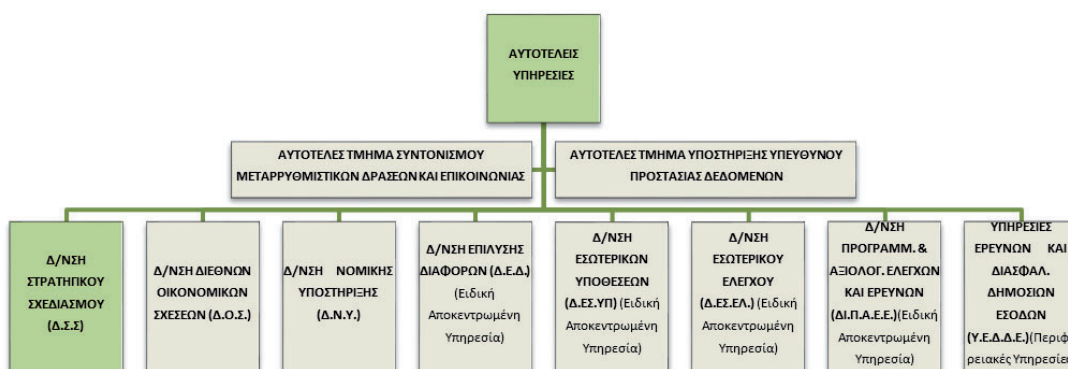 ΑΥΤΟΤΕΛΕΙΣ
ΥΠΗΡΕΣΙΕΣ
ΑΥΤΟΤΕΛΕΣ ΤΜΗΜΑ ΣΥΝΤΟΝΙΣΜΟΥ
ΜΕΤΑΡΡΥΘΜΙΣΤΙΚΩΝ ΔΡΑΣΕΩΝ ΚΑΙ ΕΠΙΚΟΙΝΩΝΙΑΣ
ΑΥΤΟΤΕΛΕΣ ΤΜΗΜΑ ΥΠΟΣΤΗΡΙΞΗΣ ΥΠΕΥΘΥΝΟΥ
ΠΡΟΣΤΑΣΙΑΣ ΔΕΔΟΜΕΝΩΝ
Δ/ΝΣΗ
ΣΤΡΑΤΗΓΙΚΟΥ
ΣΧΕΔΙΑΣΜΟΥ
(Δ.Σ.Σ)
Δ/ΝΣΗ ΔΙΕΘΝΩΝ
ΟΙΚΟΝΟΜΙΚΩΝ
ΣΧΕΣΕΩΝ (Δ.Ο.Σ.)
Δ/ΝΣΗ ΝΟΜΙΚΗΣ
ΥΠΟΣΤΗΡΙΞΗΣ
(Δ.Ν.Υ.)
Δ/ΝΣΗ ΕΠΙΛΥΣΗΣ
ΔΙΑΦΟΡΩΝ (Δ.Ε.Δ.)
(Ειδική
Αποκεντρωμένη
Υπηρεσία)
Δ/ΝΣΗ
ΕΣΩΤΕΡΙΚΩΝ
ΥΠΟΘΕΣΕΩΝ
(Δ.ΕΣ.ΥΠ) (Ειδική
Αποκεντρωμένη
Υπηρεσία)
Δ/ΝΣΗ
ΕΣΩΤΕΡΙΚΟΥ
ΕΛΕΓΧΟΥ
(Δ.ΕΣ.ΕΛ.) (Ειδική
Αποκεντρωμένη
Υπηρεσία)
Δ/ΝΣΗ
ΠΡΟΓΡΑΜΜ. &
ΑΞΙΟΛΟΓ. ΕΛΕΓΧΩΝ
ΚΑΙ ΕΡΕΥΝΩΝ
(ΔΙ.Π.Α.Ε.Ε.)(Ειδική
Αποκεντρωμένη
Υπηρεσία)
ΥΠΗΡΕΣΙΕΣ
ΕΡΕΥΝΩΝ ΚΑΙ
ΔΙΑΣΦΑΛ.
ΔΗΜΟΣΙΩΝ
ΕΣΟΔΩΝ
(Υ.Ε.Δ.Δ.Ε.)(Περιφ
ρειακές Υπηρεσίες